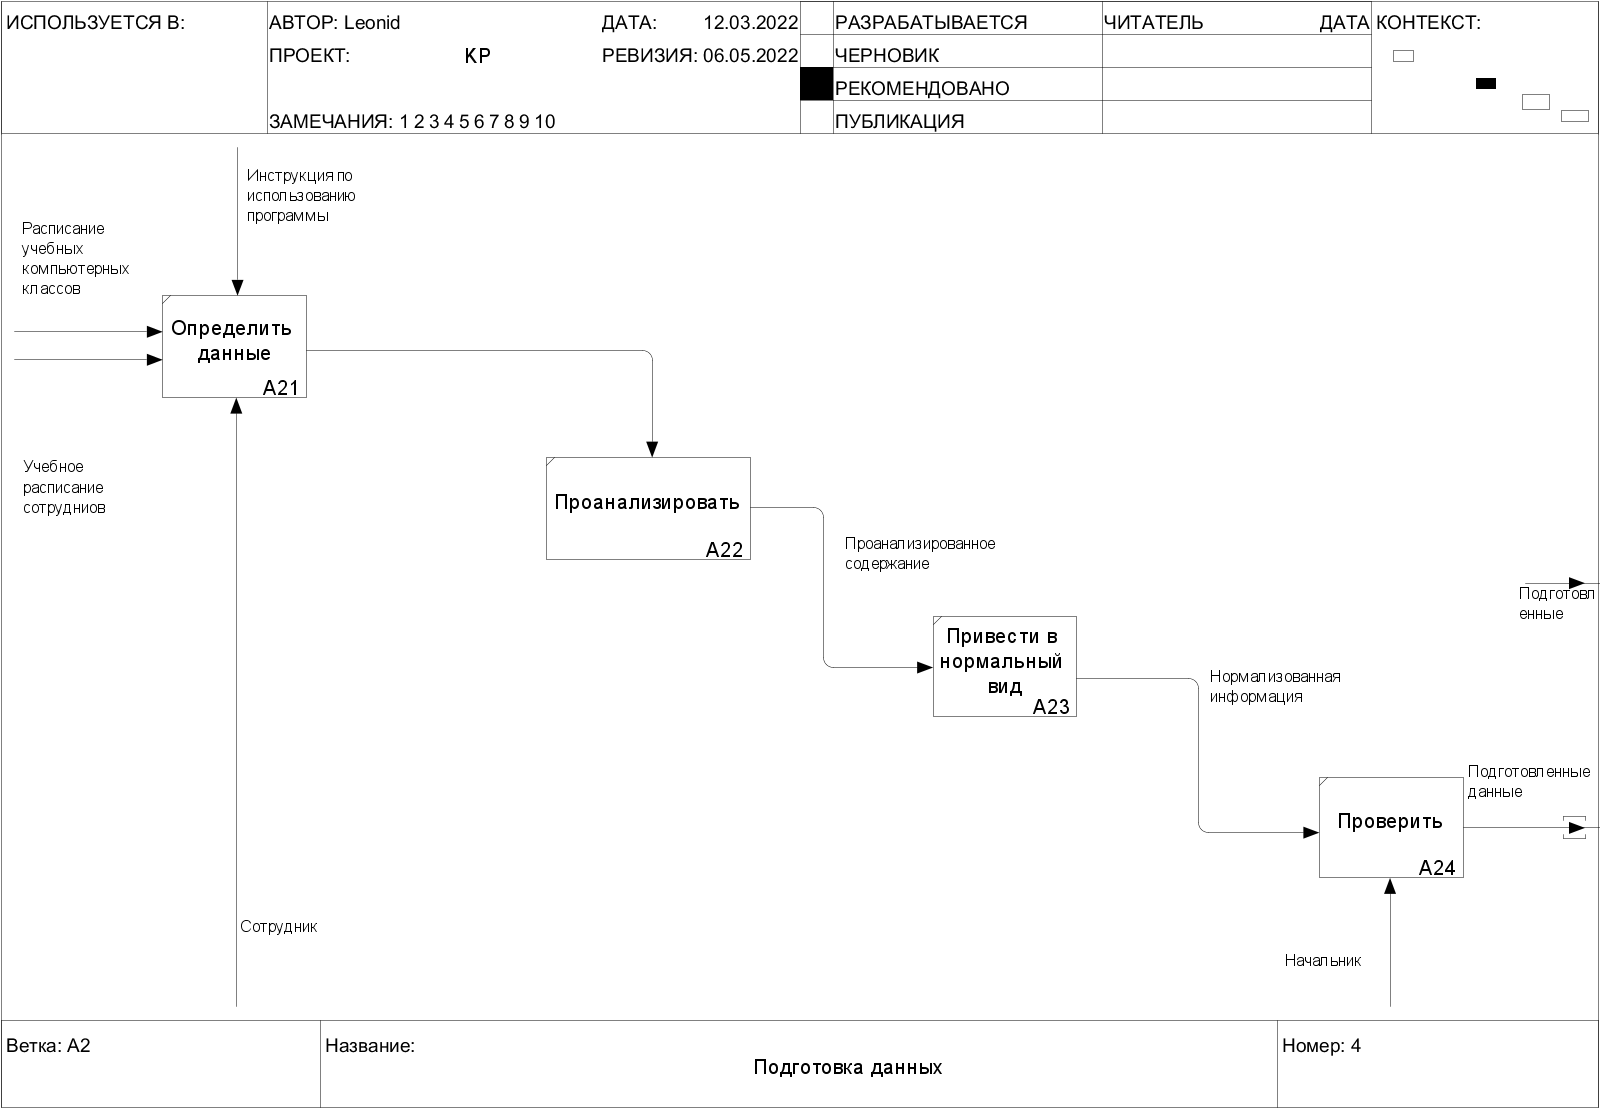 ИСПОЛЬЗУЕТСЯ В:
АВТОР: Leonid
ДАТА: 12.03.2022
ПРОЕКТ: КР
РЕВИЗИЯ: 06.05.2022
ЗАМЕЧАНИЯ: 1 2 3 4 5 6 7 8 9 10
РАЗРАБАТЫВАЕТСЯ
ЧЕРНОВИК
РЕКОМЕНДОВАНО
ПУБЛИКАЦИЯ
ЧИТАТЕЛЬ ДАТА
КОНТЕКСТ:
Инструкция по
использованию
программы
Расписание
учебных
компьютерных
классов
Определить
данные
A21
Учебное
расписание
сотрудниов
Проанализировать
A22
Проанализированное
содержание
Подготовл
енные
Привести в
нормальный
вид
A23
Нормализованная
информация
Подготовленные
данные
Проверить
A24
Сотрудник
Начальник
Ветка: A2
Название:
Подготовка данных
Номер: 4